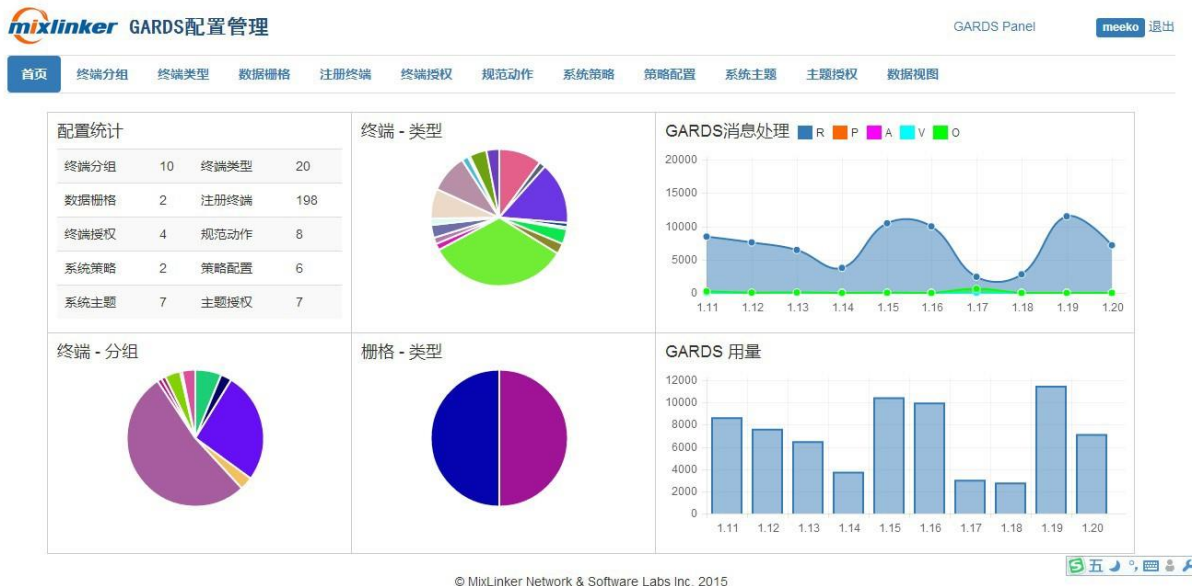 mixlinker GARDS配置管理 GARDS Panel meeko 退出
首页 终端分组 终端类型 数据栅格 注册终端 终端授权 规范动作 系统策略 策略配置 系统主题 主题授权 数据视图
配置统计
终端分组 10 终端类型 20
数据栅格 2 注册终端 198
终端授权 4 规范动作 8
系统策略 2 策略配置 6
系统主题 7 主题授权 7
终端 - 类型
GARDS消息处理 R P A V O
20000
15000
10000
5000
0
1.11 1.12 1.13 1.14 1.15 1.16 1.17 1.18 1.19 1.20
终端 - 分组
栅格 - 类型
GARDS 用量
12000
10000
8000
6000
4000
2000
0
1.11 1.12 1.13 1.14 1.15 1.16 1.17 1.18 1.19 1.20
五
© MixLinker Network & Software Labs Inc. 2015